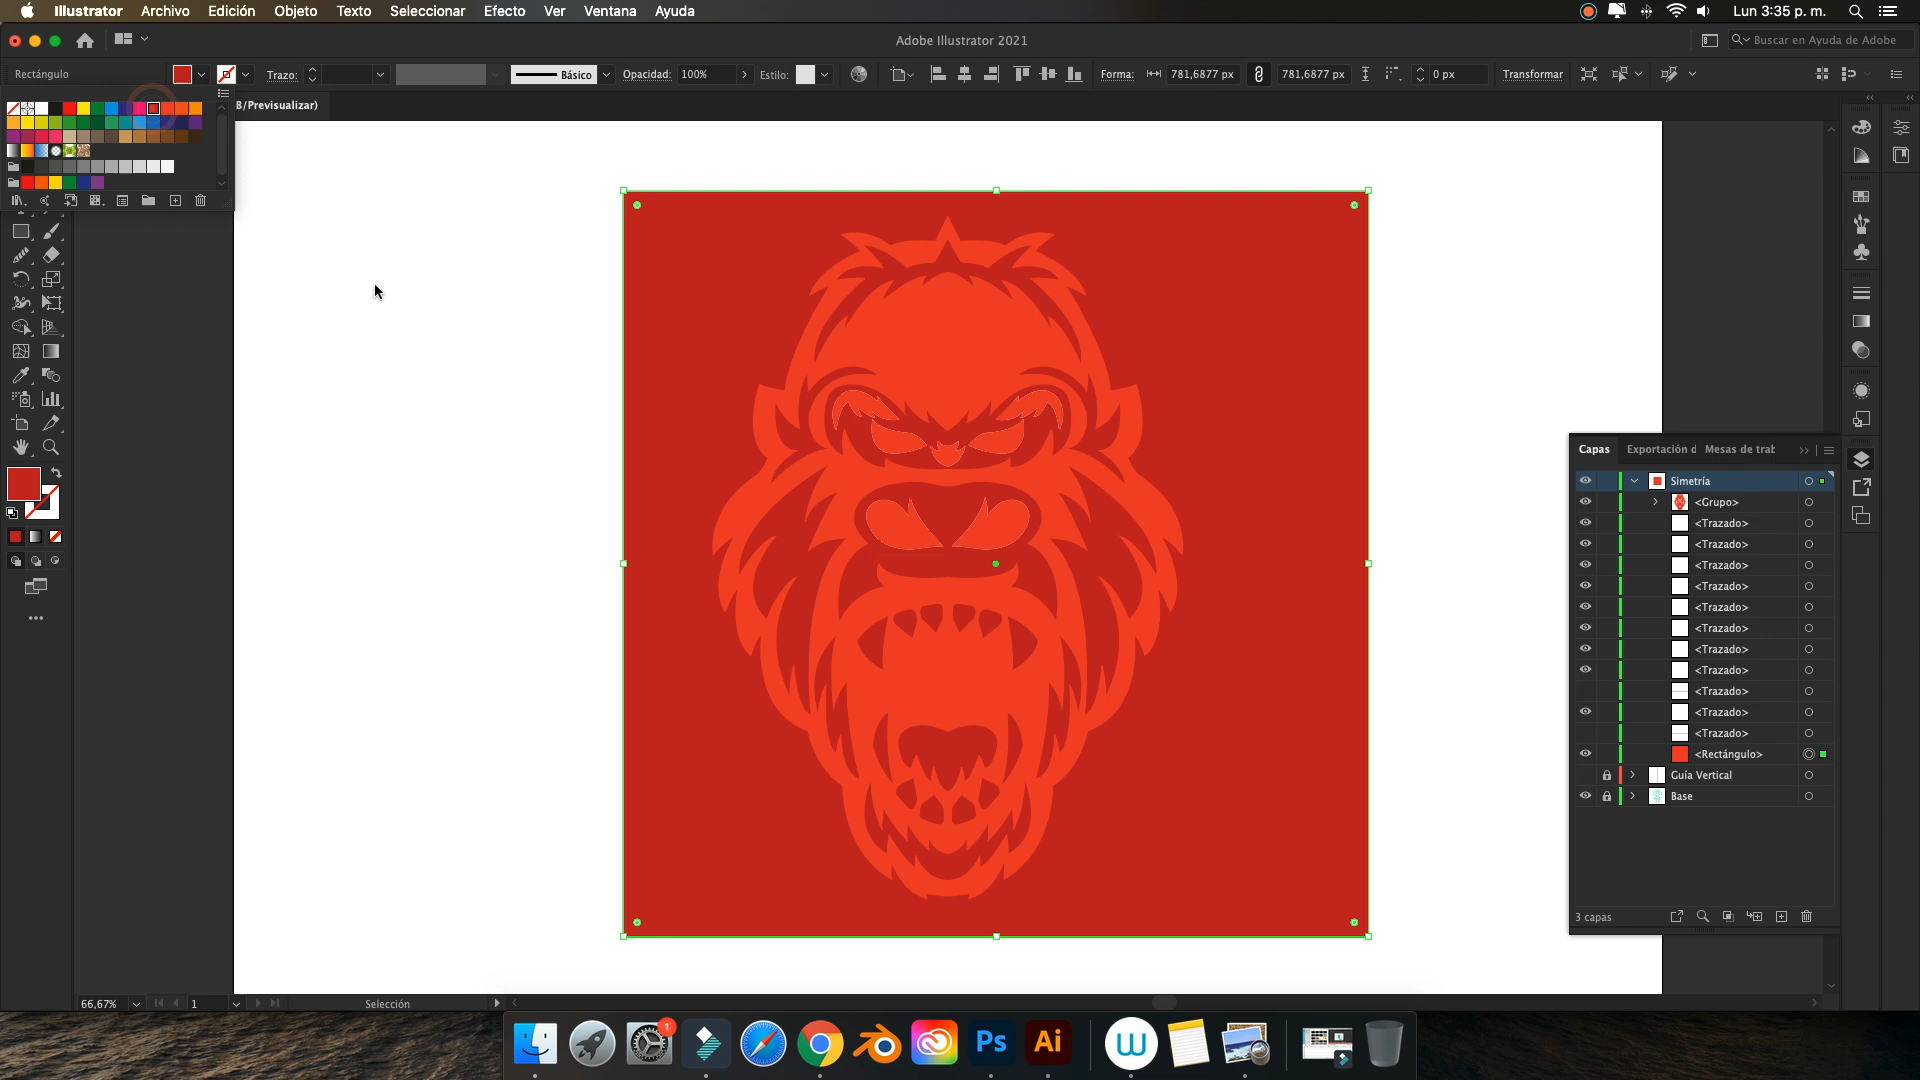 Illustrator Archivo Edición Objeto Texto Seleccionar Efecto Ver Ventana Ayuda
Lun 3:35 p. m.
Adobe Illustrator 2021
Buscar en Ayuda de Adobe
Rectángulo
Trazo:
Básico
Opacidad: 100%
Estilo:
Forma: 781,6877 px
781,6877 px
0 px
Transformar
B/Previsualizar)
Capas Exportación d Mesas de trat
Simetría
<Grupo>
<Trazado>
<Trazado>
<Trazado>
<Trazado>
<Trazado>
<Trazado>
<Trazado>
<Trazado>
<Trazado>
<Trazado>
<Trazado>
<Rectángulo>
Guía Vertical
Base
3 capas
66,67%
1
Selección
1
Ps
Ai